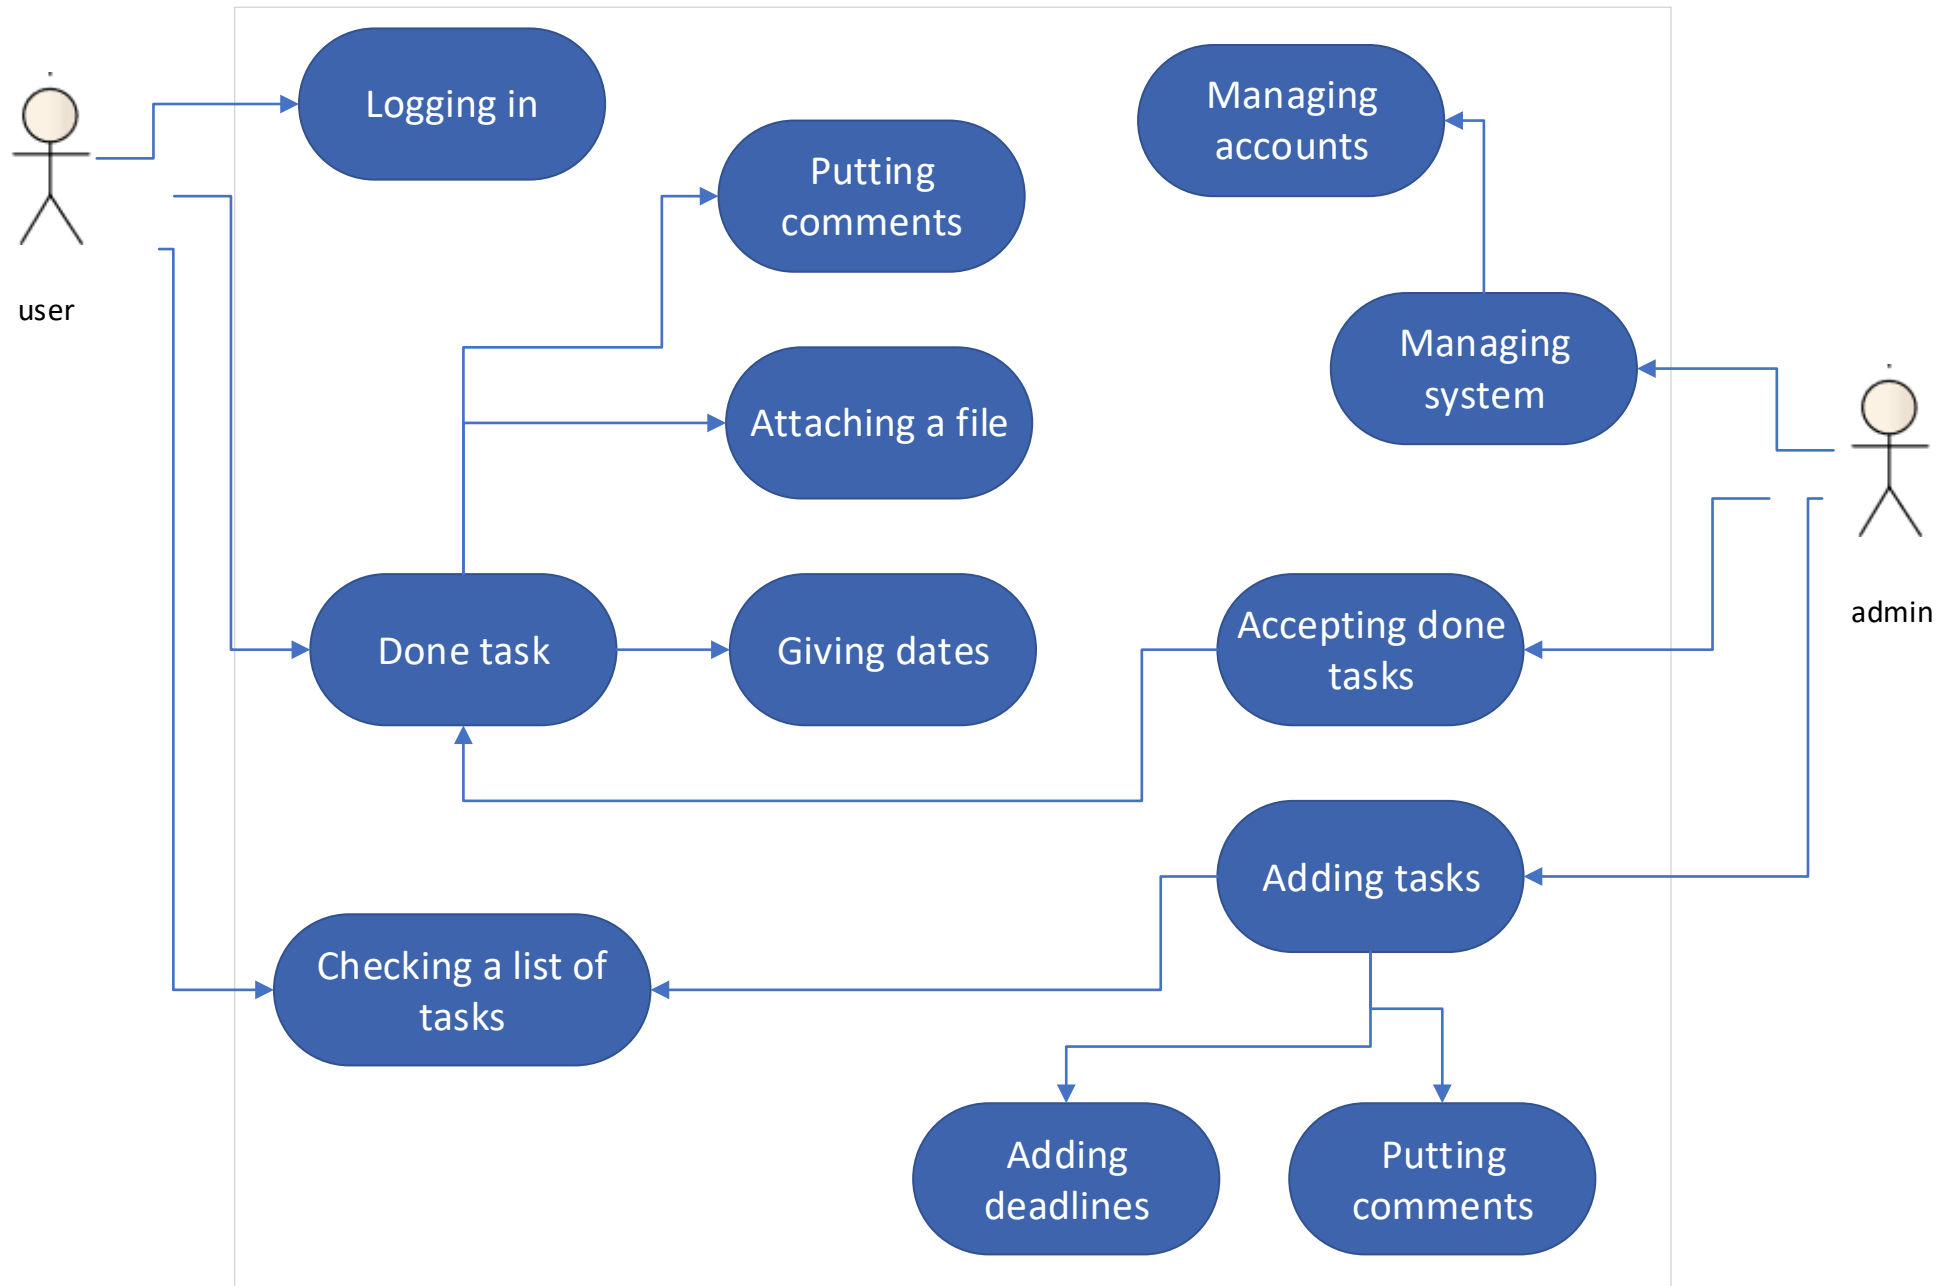 Logging in
Managing
accounts
Putting
comments
user
Managing
system
Attaching a file
admin
Done task
Giving dates
Accepting done
tasks
Adding tasks
Checking a list of
tasks
Adding
deadlines
Putting
comments